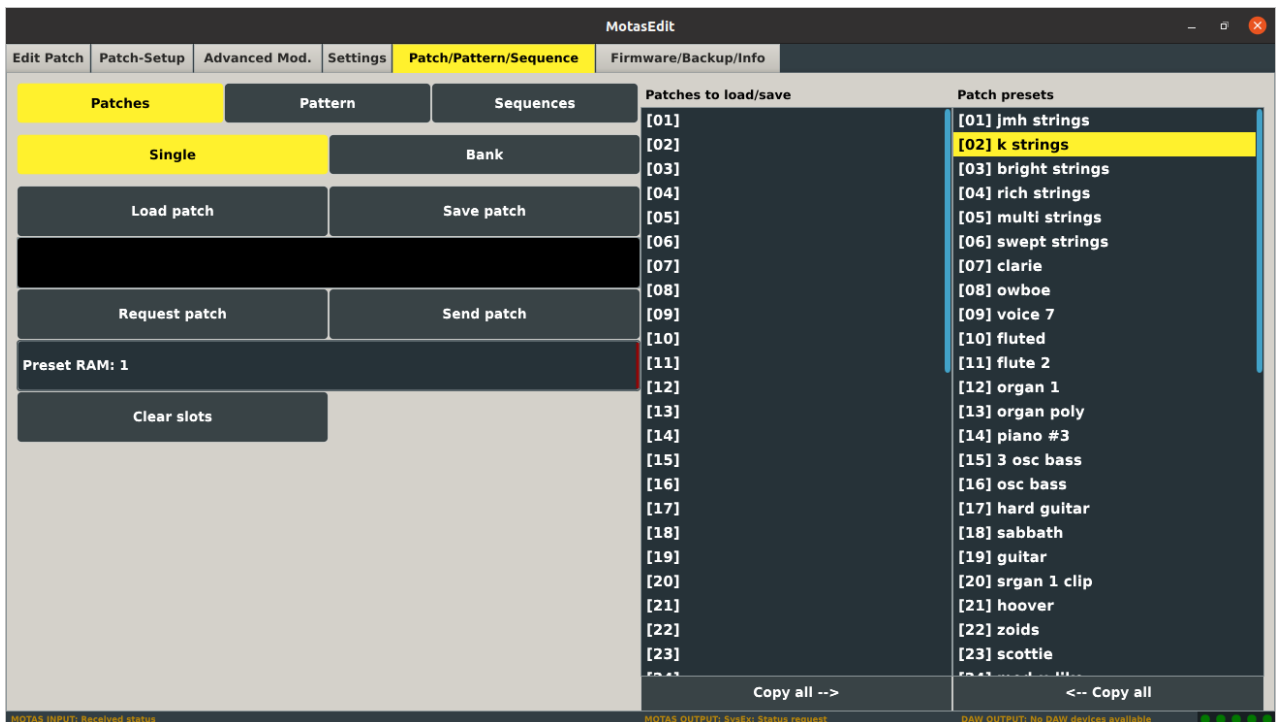 MotasEdit
Edit Patch Patch-Setup Advanced Mod. Settings Patch/Pattern/Sequence Firmware/Backup/Info
Patches Pattern Sequences
Single Bank
Load patch Save patch
Request patch Send patch
Preset RAM: 1
Clear slots
Patches to load/save
[01]
[02]
[03]
[04]
[05]
[06]
[07]
[08]
[09]
[10]
[11]
[12]
[13]
[14]
[15]
[16]
[17]
[18]
[19]
[20]
[21]
[22]
[23]
[24]
Copy all -->
Patch presets
[01] jmh strings
[02] k strings
[03] bright strings
[04] rich strings
[05] multi strings
[06] swept strings
[07] clarie
[08] owboe
[09] voice 7
[10] fluted
[11] flute 2
[12] organ 1
[13] organ poly
[14] piano #3
[15] 3 osc bass
[16] osc bass
[17] hard guitar
[18] sabbath
[19] guitar
[20] srgan 1 clip
[21] hoover
[22] zoids
[23] scottie
[24]
<-- Copy all
MOTAS INPUT: Received status
MOTAS OUTPUT: SysEx: Status request
DAW OUTPUT: No DAW devices available